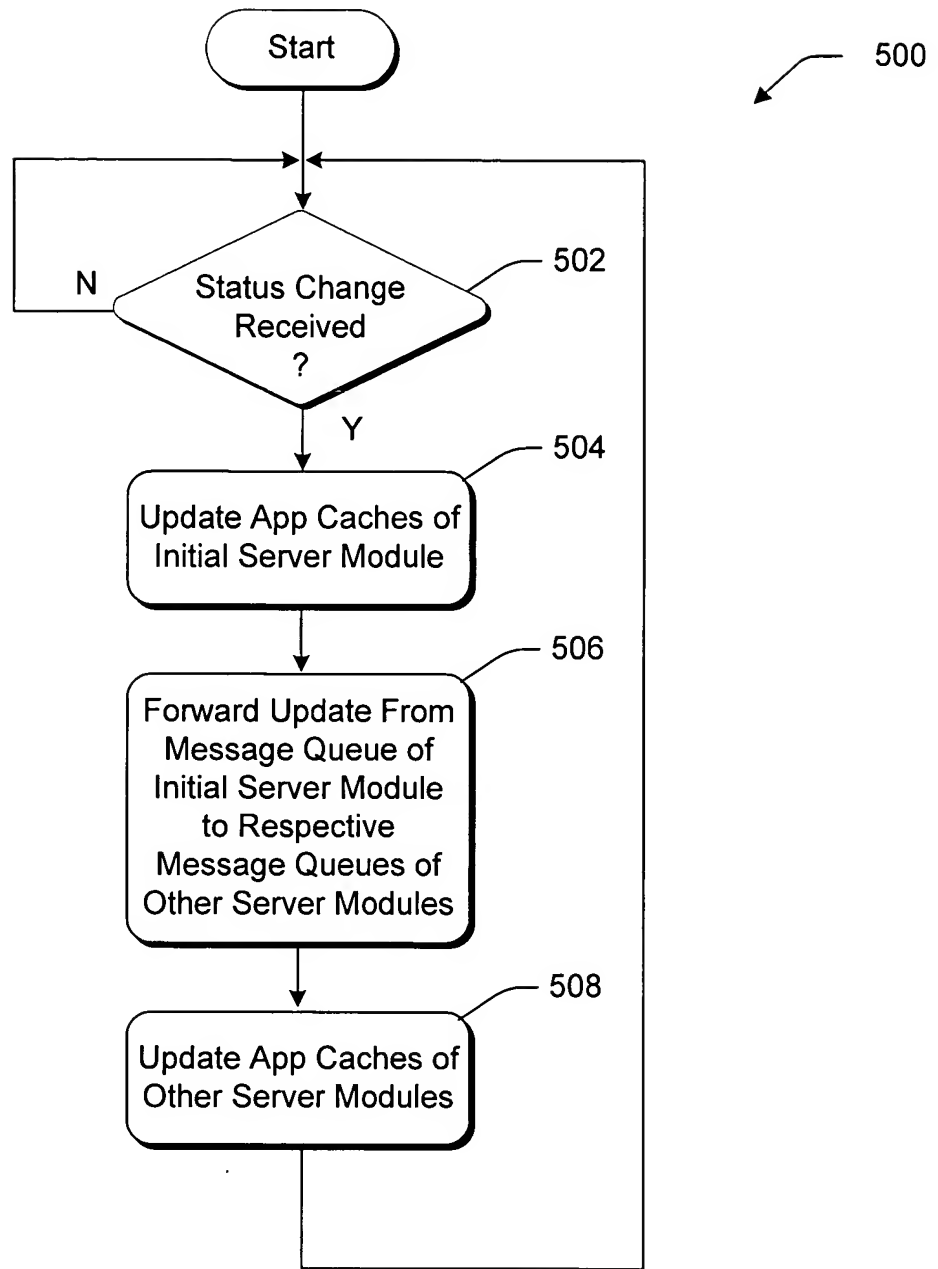 Start
500
502
N
Status Change
Received
?
Y
504
Update App Caches of
Initial Server Module
506
Forward Update From
Message Queue of
Initial Server Module
to Respective
Message Queues of
Other Server Modules
508
Update App Caches of
Other Server Modules